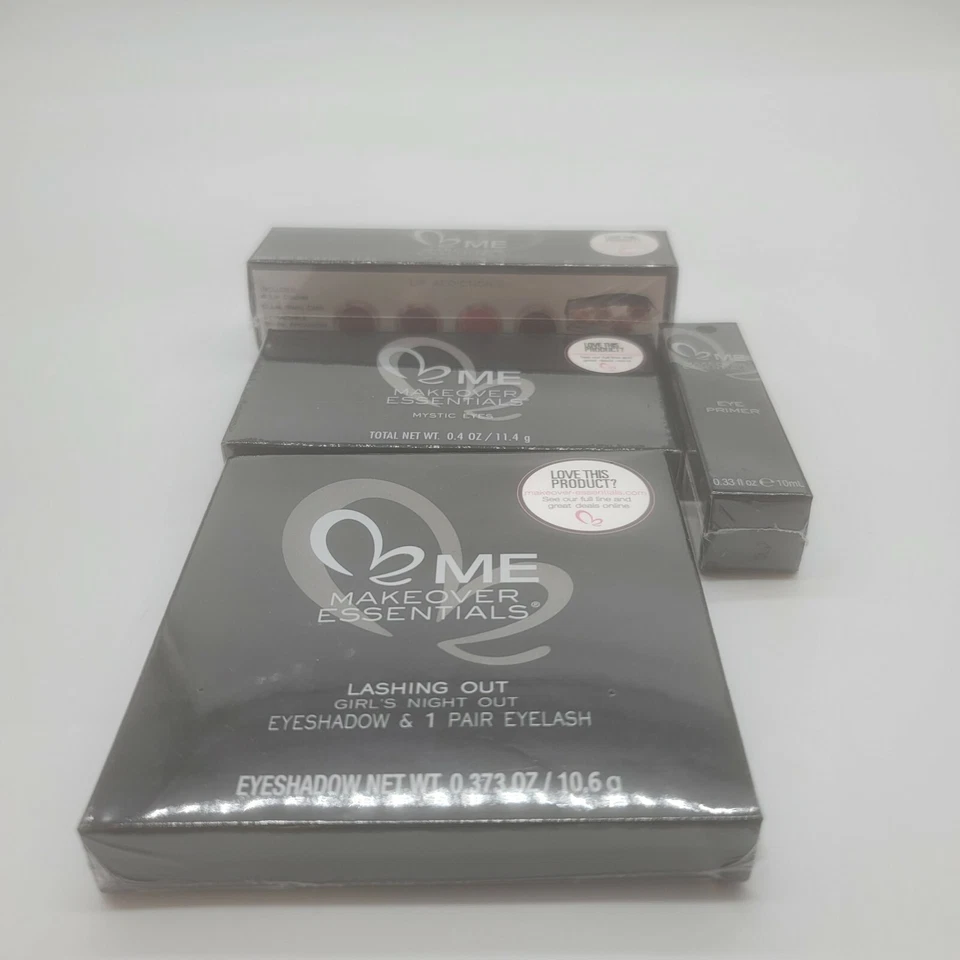 ME
ME
MAKEOVER
ESSENTIALS
MYSTIC EYES
TOTAL NET WT. 0.4 OZ / 11.4 g
LOVE THIS
PRODUCT?
ME
EYE
PRIMER
0.33 fl oz ℮ 10mL
LOVE THIS
PRODUCT?
makeover-essentials.com
See our full line and
great deals online
ME
MAKEOVER
ESSENTIALS®
LASHING OUT
GIRL'S NIGHT OUT
EYESHADOW & 1 PAIR EYELASH
EYESHADOW NET WT. 0.373 OZ / 10.6 g